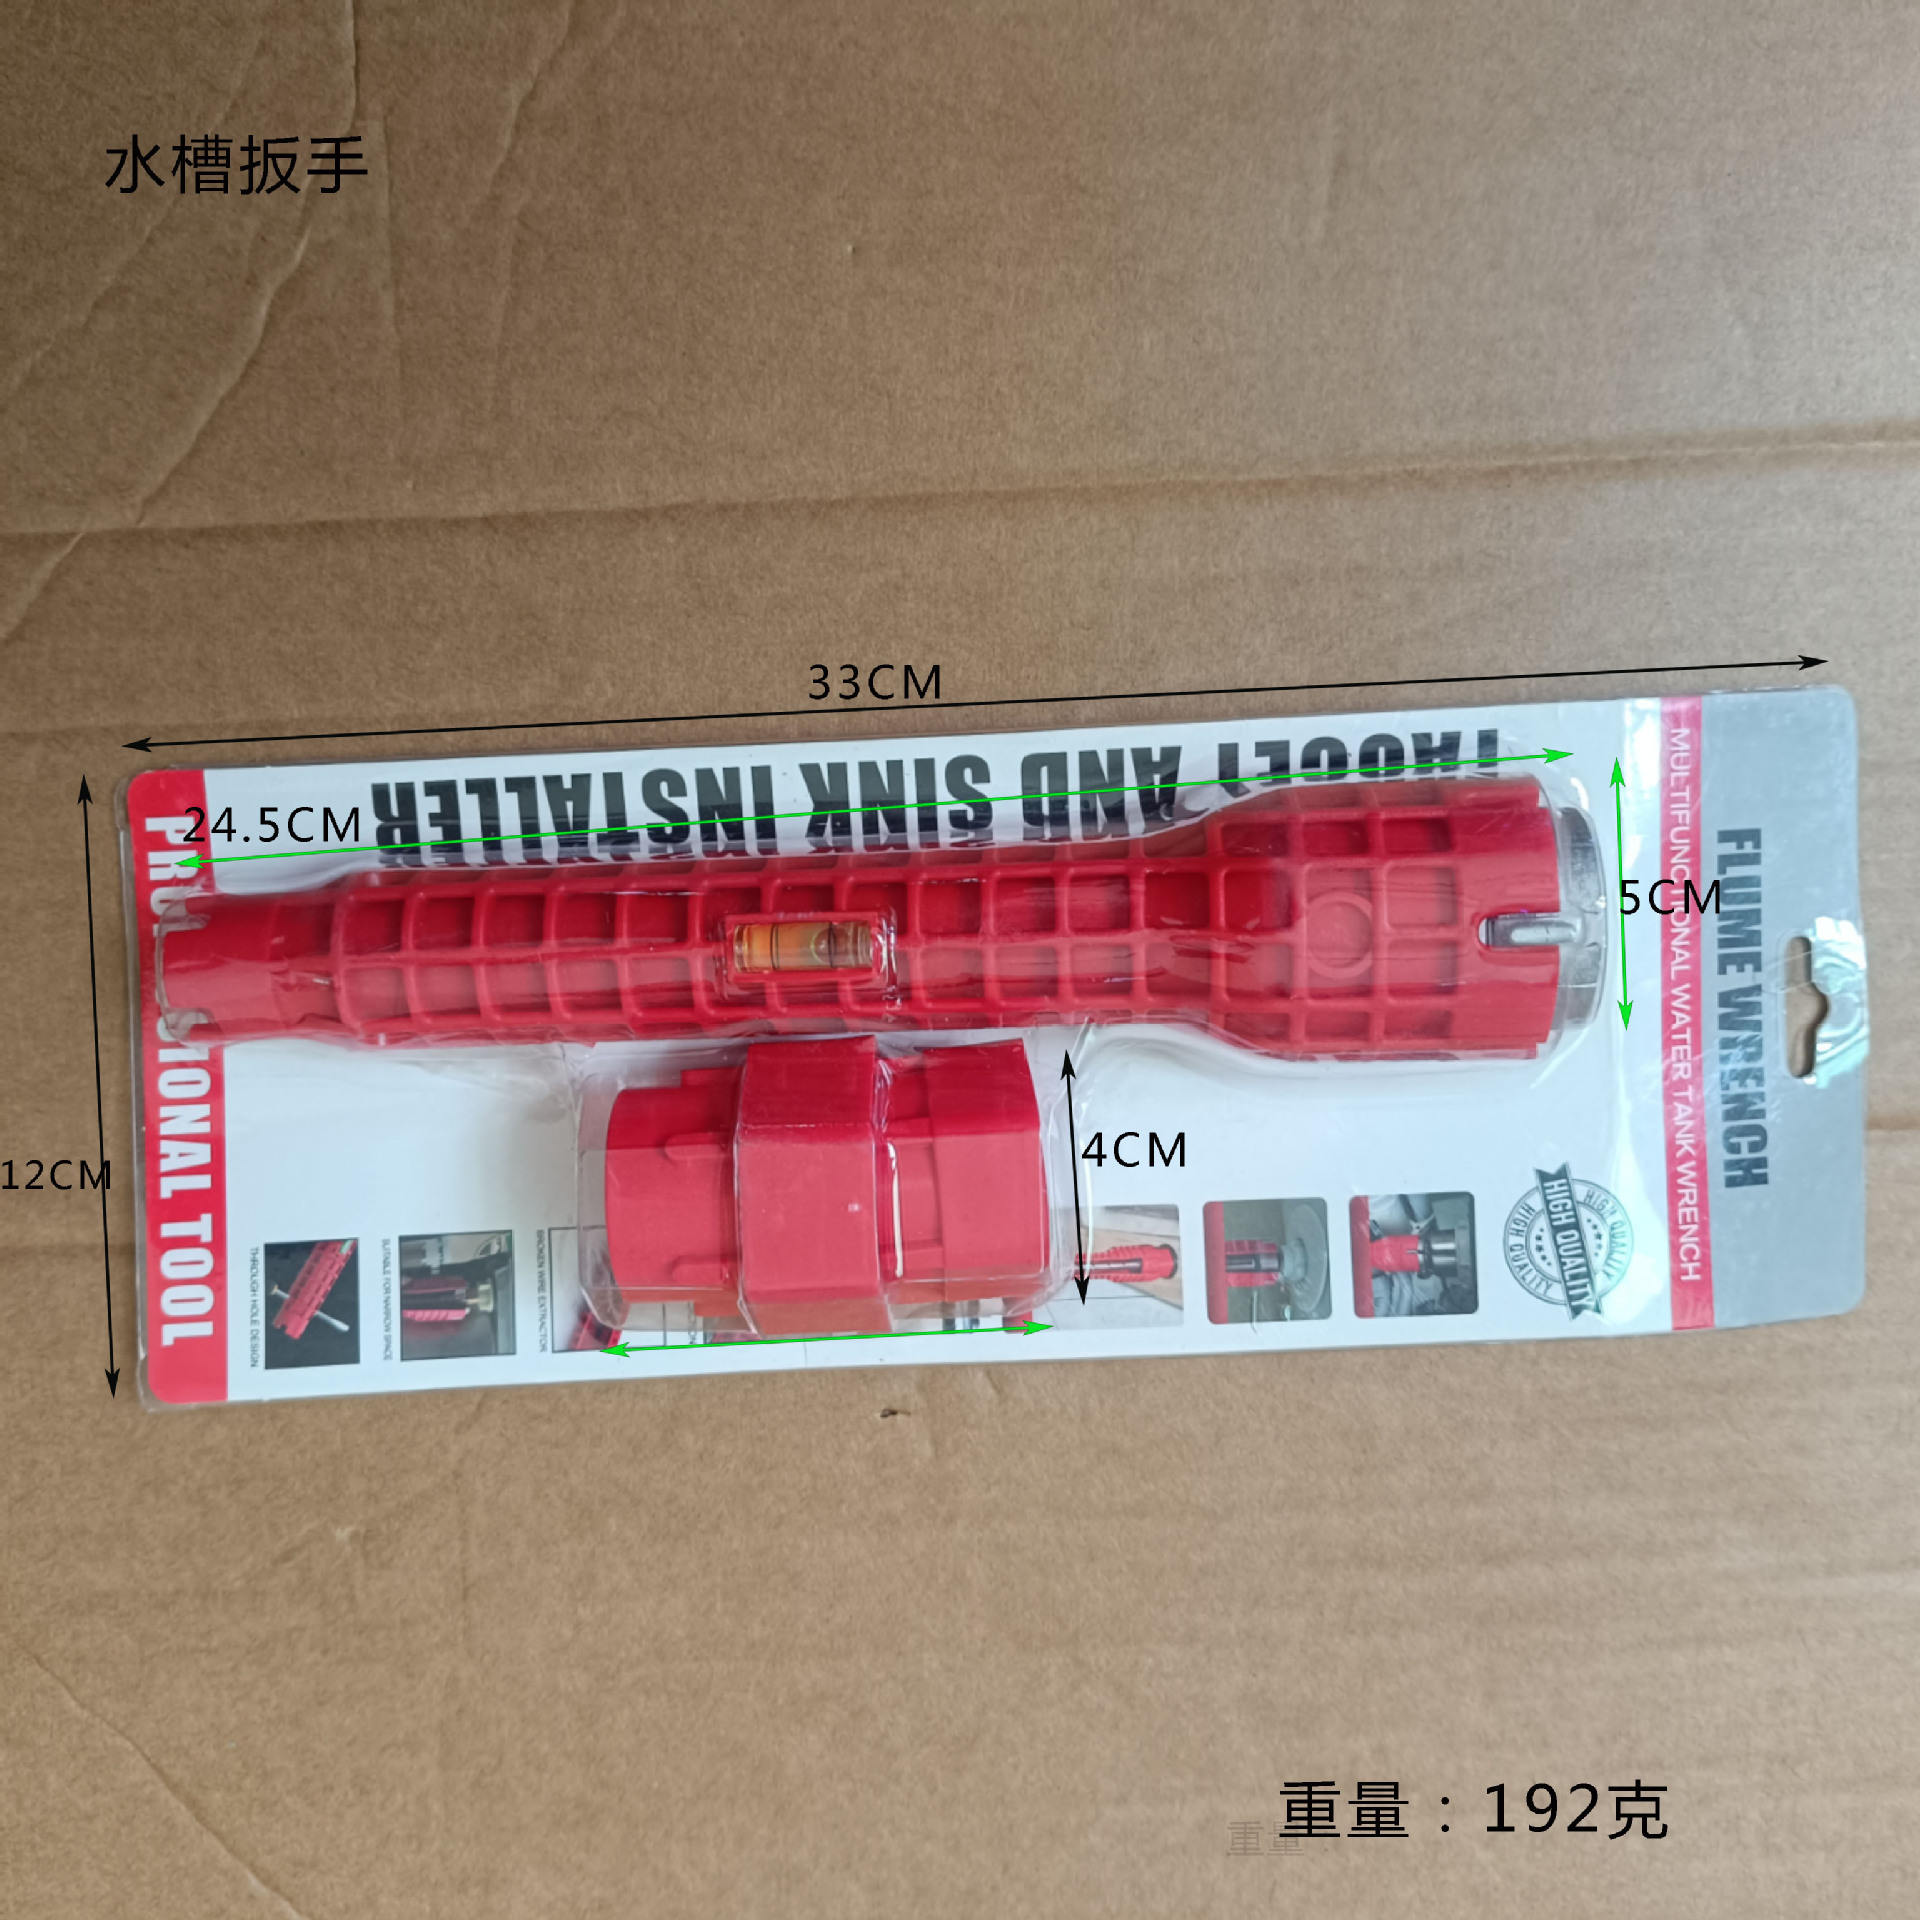 水槽扳手
33CM
24.5CM
FAUCET AND SINK INSTALLER
5CM
12CM
4CM
TOOL
FLUME WRENCH
MULTIFUNCTIONAL WATER TANK WRENCH
HIGH QUALITY
HIGH QUALITY
HIGH QUALITY
THROUGH HOLE DESIGN
SUITABLE FOR NARROW SPACE
BROKEN WIRE EXTRACTOR
重量：192克
重量：